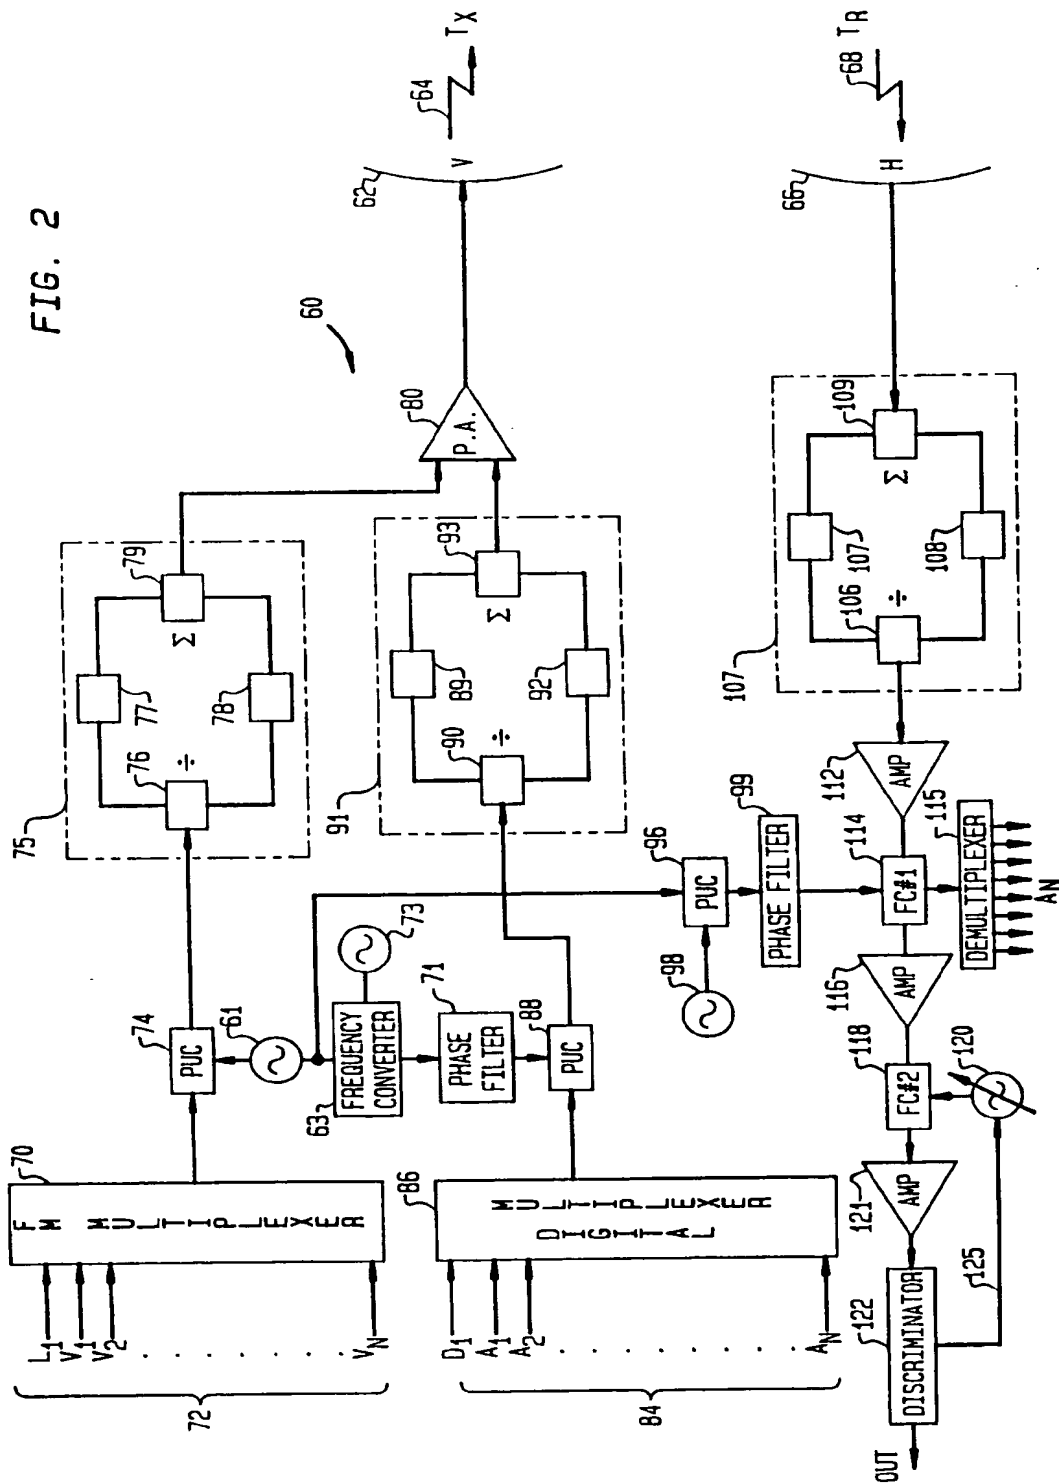 FIG. 2
60
72
L1
V1
V2
. . . . . . . . .
VN
70
FM MULTIPLEXER
74
PUC
61
75
76
÷
77
78
79
Σ
80
P.A.
62
V
64
TX
63
FREQUENCY CONVERTER
73
71
PHASE FILTER
88
PUC
84
D1
A1
A2
. . . . . . . . .
AN
86
DIGITAL MULTIPLEXER
91
90
÷
89
92
93
Σ
96
PUC
98
99
PHASE FILTER
66
H
68
TR
107
106
÷
107
108
109
Σ
112
AMP
114
FC#1
115
DEMULTIPLEXER
AN
116
AMP
118
FC#2
120
121
AMP
122
DISCRIMINATOR
125
OUT